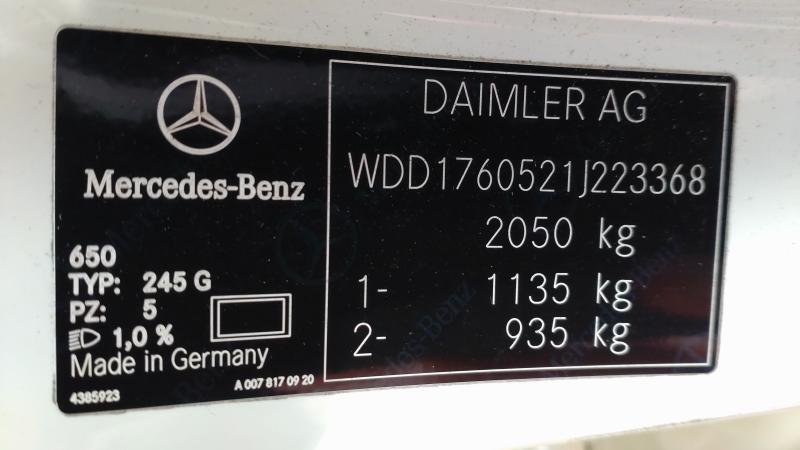 Mercedes-Benz
650
TYP: 245 G
PZ: 5
1,0 %
Made in Germany
4385923
A 007 817 09 20
DAIMLER AG
WDD1760521J223368
2050 kg
1- 1135 kg
2- 935 kg